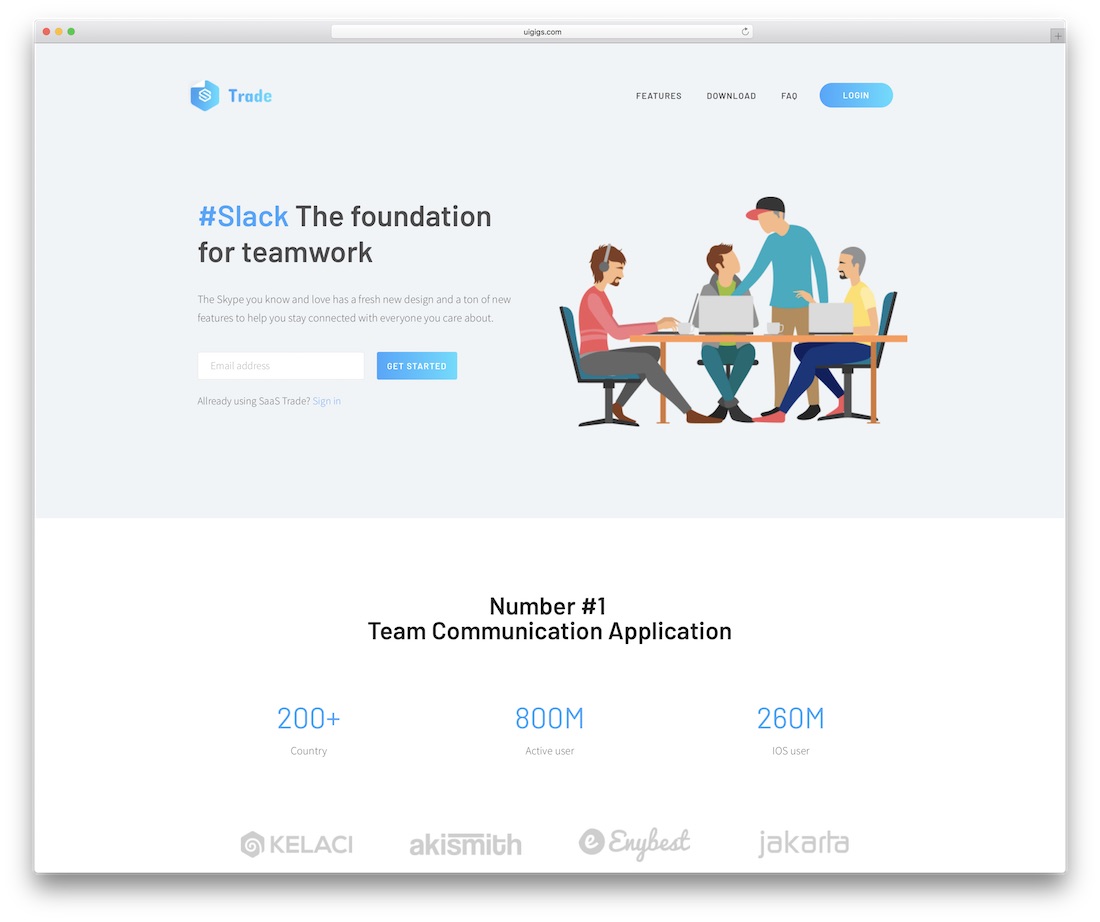 uigigs.com
Trade
FEATURES
DOWNLOAD
FAQ
LOGIN
#Slack The foundation
for teamwork
The Skype you know and love has a fresh new design and a ton of new
features to help you stay connected with everyone you care about.
Email address
GET STARTED
Allready using SaaS Trade? Sign in
Number #1
Team Communication Application
200+
800M
260M
Country
Active user
IOS user
KELACI
akismith
Enybest
jakarta